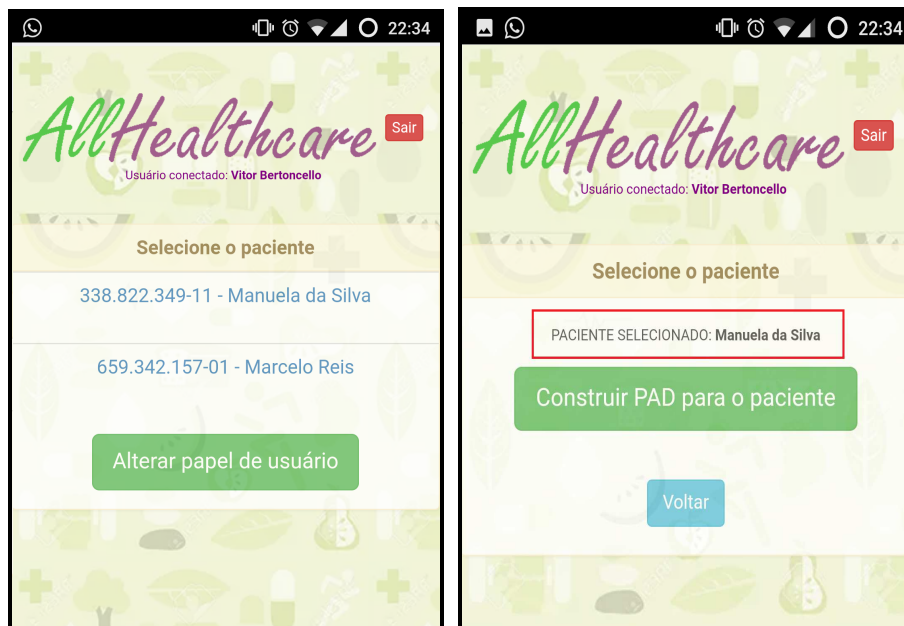 22:34
AllHealthcare
Sair
Usuário conectado: Vitor Bertoncello
Selecione o paciente
338.822.349-11 - Manuela da Silva
659.342.157-01 - Marcelo Reis
Alterar papel de usuário
22:34
AllHealthcare
Sair
Usuário conectado: Vitor Bertoncello
Selecione o paciente
PACIENTE SELECIONADO: Manuela da Silva
Construir PAD para o paciente
Voltar